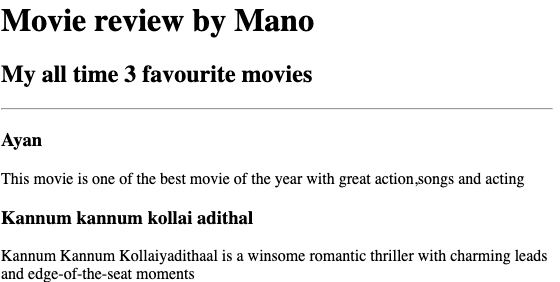 Movie review by Mano
My all time 3 favourite movies
Ayan
This movie is one of the best movie of the year with great action,songs and acting
Kannum kannum kollai adithal
Kannum Kannum Kollaiyadithaal is a winsome romantic thriller with charming leads
and edge-of-the-seat moments